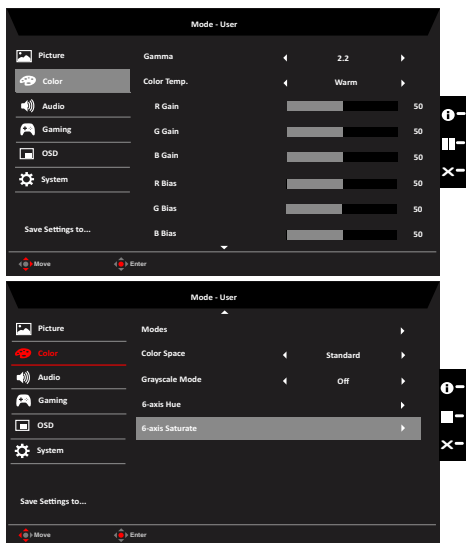 Mode - User
Picture
Gamma 2.2
Color
Color Temp. Warm
Audio
R Gain 50
Gaming
G Gain 50
OSD
B Gain 50
System
R Bias 50
G Bias 50
Save Settings to...
B Bias 50
Move Enter
Mode - User
Picture
Modes
Color
Color Space Standard
Audio
Grayscale Mode Off
Gaming
6-axis Hue
OSD
6-axis Saturate
System
Save Settings to...
Move Enter